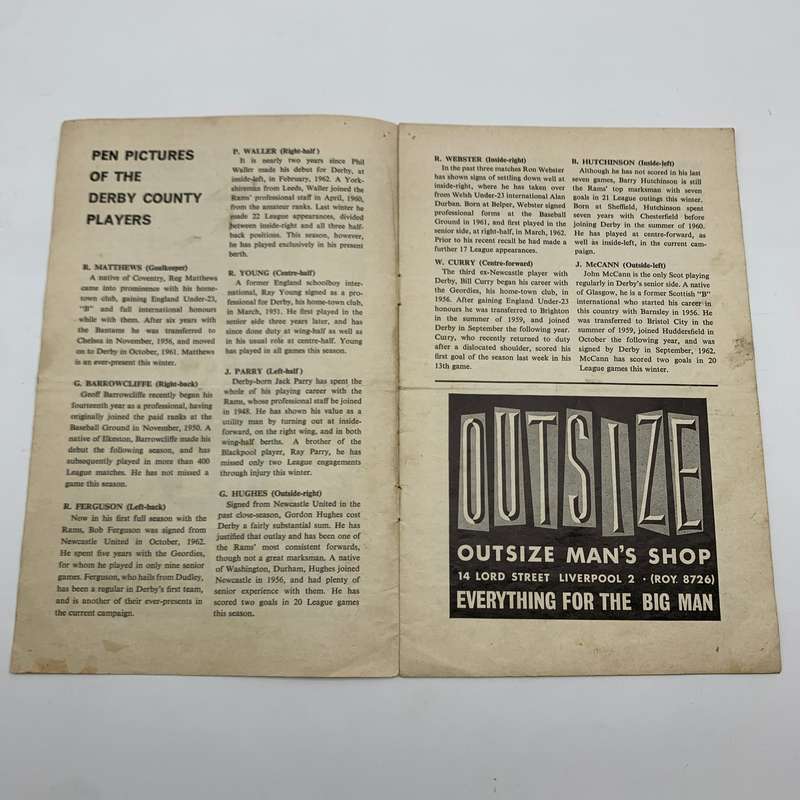 PEN PICTURES
OF THE
DERBY COUNTY
PLAYERS
R. MATTHEWS (Goalkeeper)
A native of Coventry, Reg Matthews
came into prominence with his home-
town club, gaining England Under-23,
"B" and full international honours
while with them. After six years with
the Bantams he was transferred to
Chelsea in November, 1956, and moved
on to Derby in October, 1961. Matthews
is an ever-present this winter.
G. BARROWCLIFFE (Right-back)
Geoff Barrowcliffe recently began his
fourteenth year as a professional, having
originally joined the paid ranks at the
Baseball Ground in November, 1950. A
native of Ilkeston, Barrowcliffe made his
debut the following season, and has
subsequently played in more than 400
League matches. He has not missed a
game this season.
R. FERGUSON (Left-back)
Now in his first full season with the
Rams, Bob Ferguson was signed from
Newcastle United in October, 1962.
He spent five years with the Geordies,
for whom he played in only nine senior
games. Ferguson, who hails from Dudley,
has been a regular in Derby's first team,
and is another of their ever-presents in
the current campaign.
P. WALLER (Right-half)
It is nearly two years since Phil
Waller made his debut for Derby, at
inside-left, in February, 1962. A York-
shireman from Leeds, Waller joined the
Rams' professional staff in April, 1960,
from the amateur ranks. Last winter he
made 22 League appearances, divided
between inside-right and all three half-
back positions. This season, however,
he has played exclusively in his present
berth.
R. YOUNG (Centre-half)
A former England schoolboy inter-
national, Ray Young signed as a pro-
fessional for Derby, his home-town club,
in March, 1951. He first played in the
senior side three years later, and has
since done duty at wing-half as well as
in his usual role at centre-half. Young
has played in all games this season.
J. PARRY (Left-half)
Derby-born Jack Parry has spent the
whole of his playing career with the
Rams, whose professional staff be joined
in 1948. He has shown his value as a
utility man by turning out at inside-
forward, on the right wing, and in both
wing-half berths. A brother of the
Blackpool player, Ray Parry, he has
missed only two League engagements
through injury this winter.
G. HUGHES (Outside-right)
Signed from Newcastle United in the
past close-season, Gordon Hughes cost
Derby a fairly substantial sum. He has
justified that outlay and has been one of
the Rams' most consistent forwards,
though not a great marksman. A native
of Washington, Durham, Hughes joined
Newcastle in 1956, and had plenty of
senior experience with them. He has
scored two goals in 20 League games
this season.
R. WEBSTER (Inside-right)
In the past three matches Ron Webster
has shown signs of settling down well at
inside-right, where he has taken over
from Welsh Under-23 international Alan
Durban. Born at Belper, Webster signed
professional forms at the Baseball
Ground in 1961, and first played in the
senior side, at right-half, in March, 1962.
Prior to his recent recall he had made a
further 17 League appearances.
W. CURRY (Centre-forward)
The third ex-Newcastle player with
Derby, Bill Curry began his career with
the Geordies, his home-town club, in
1956. After gaining England Under-23
honours he was transferred to Brighton
in the summer of 1959, and joined
Derby in September the following year.
Curry, who recently returned to duty
after a dislocated shoulder, scored his
first goal of the season last week in his
13th game.
B. HUTCHINSON (Inside-left)
Although he has not scored in his last
seven games, Barry Hutchinson is still
the Rams' top marksman with seven
goals in 21 League outings this winter.
Born at Sheffield, Hutchinson spent
seven years with Chesterfield before
joining Derby in the summer of 1960.
He has played at centre-forward, as
well as inside-left, in the current cam-
paign.
J. McCANN (Outside-left)
John McCann is the only Scot playing
regularly in Derby's senior side. A native
of Glasgow, he is a former Scottish "B"
international who started his career in
this country with Barnsley in 1956. He
was transferred to Bristol City in the
summer of 1959, joined Huddersfield in
October the following year, and was
signed by Derby in September, 1962.
McCann has scored two goals in 20
League games this winter.
OUTSIZE
OUTSIZE MAN'S SHOP
14 LORD STREET LIVERPOOL 2 · (ROY. 8726)
EVERYTHING FOR THE BIG MAN